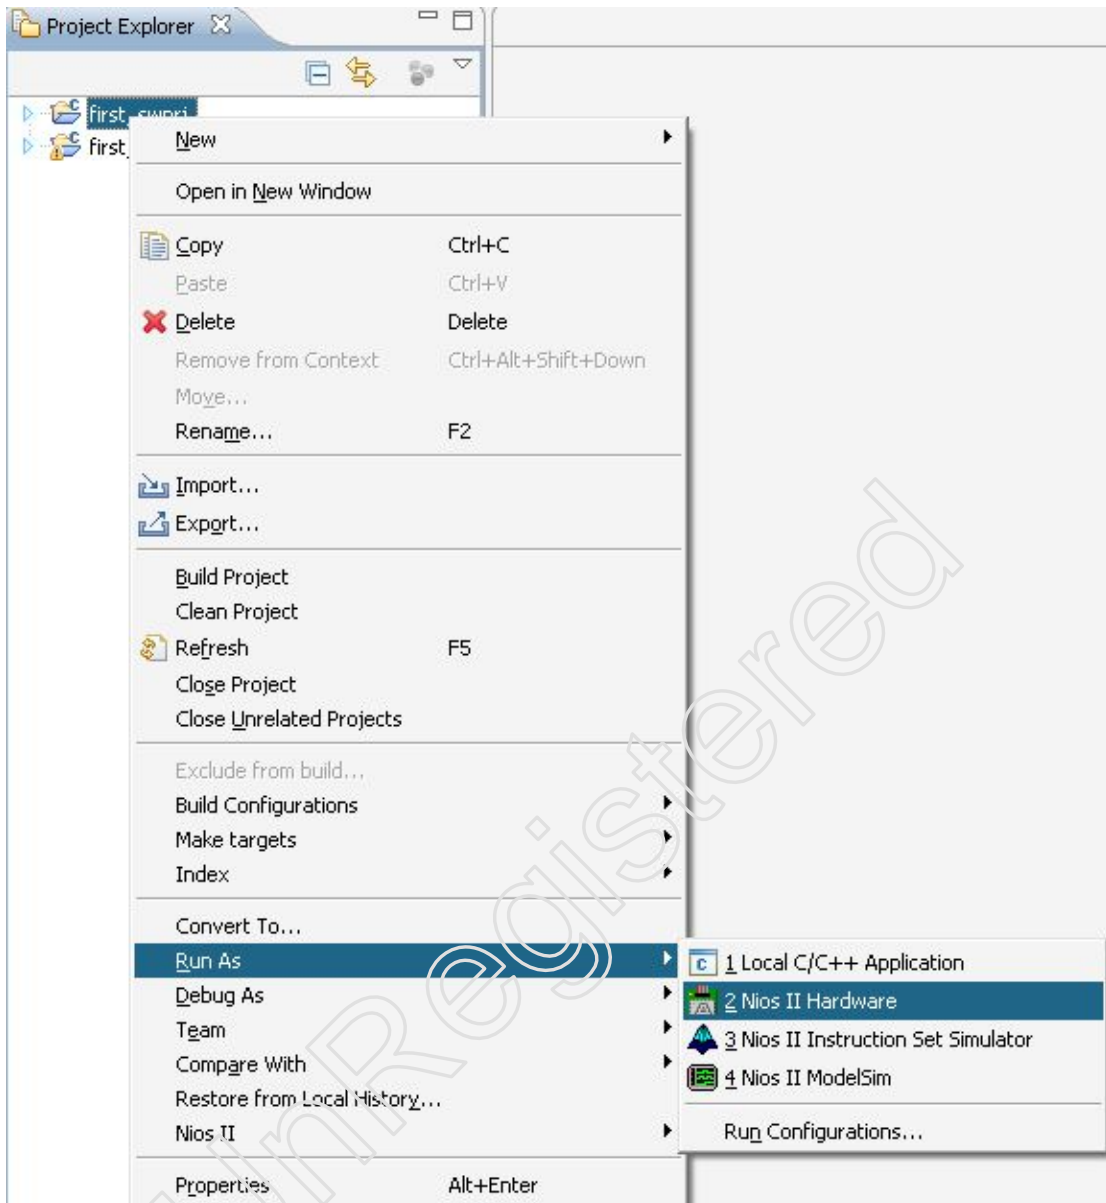 Project Explorer
first_swprj
first_
New
Open in New Window
Copy Ctrl+C
Paste Ctrl+V
Delete Delete
Remove from Context Ctrl+Alt+Shift+Down
Move...
Rename... F2
Import...
Export...
Build Project
Clean Project
Refresh F5
Close Project
Close Unrelated Projects
Exclude from build...
Build Configurations
Make targets
Index
Convert To...
Run As
1 Local C/C++ Application
Debug As
2 Nios II Hardware
Team
3 Nios II Instruction Set Simulator
Compare With
4 Nios II ModelSim
Restore from Local History...
Nios II
Run Configurations...
Properties Alt+Enter
UnRegistered